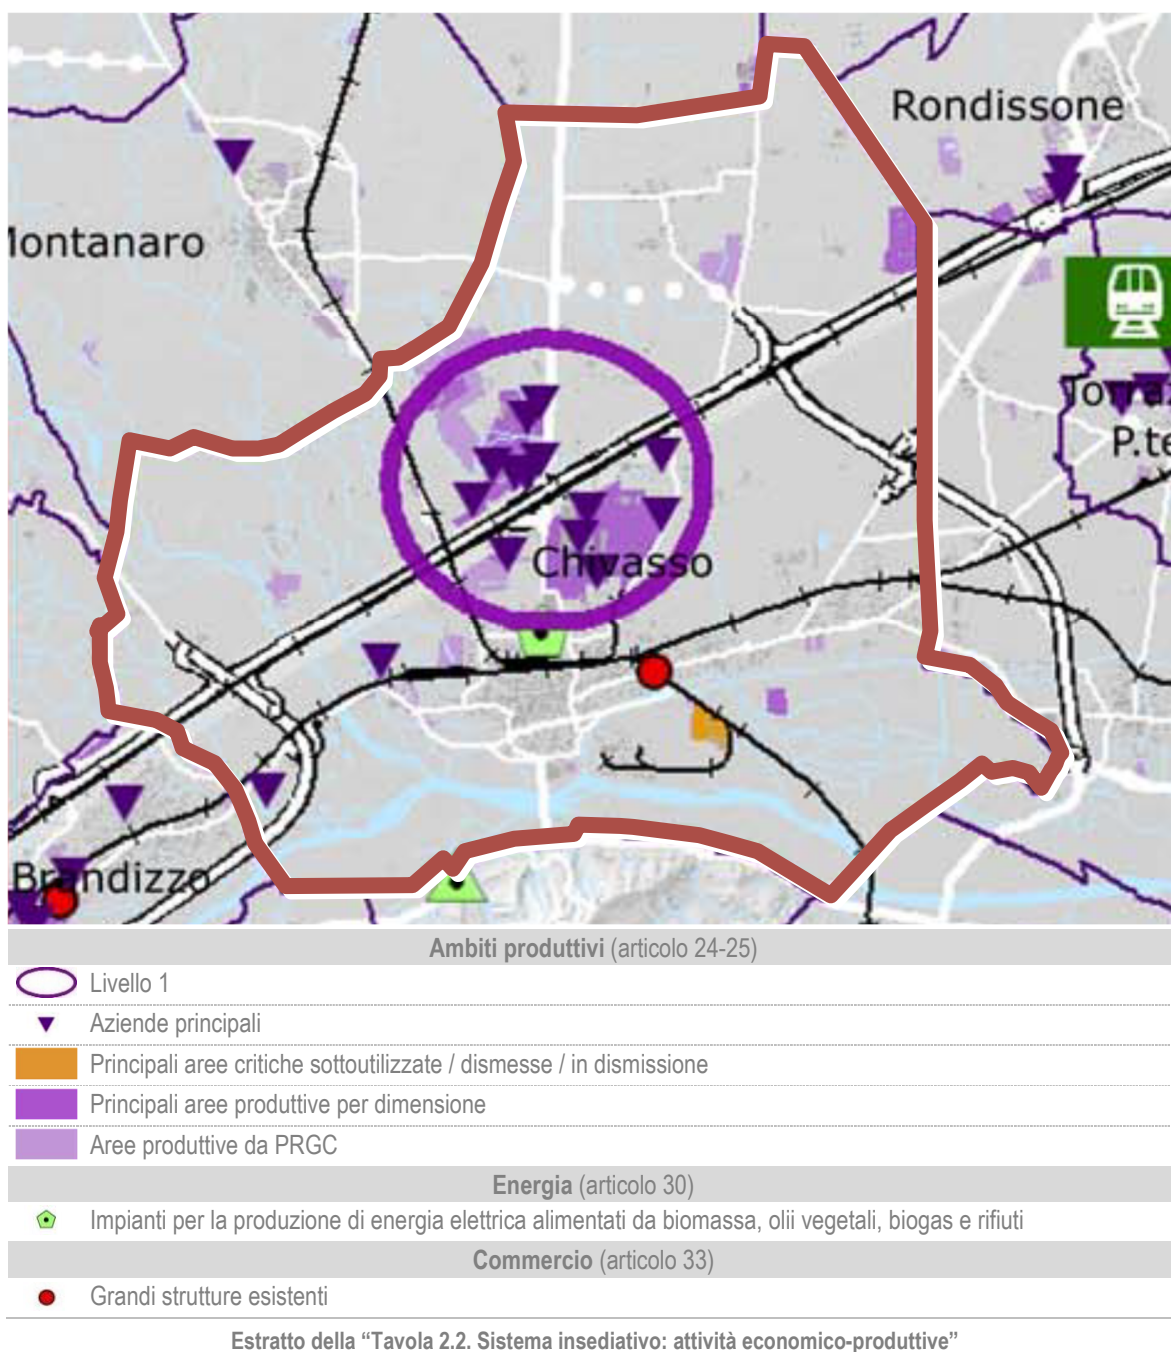 Rondissone
Montanaro
P.te
Chivasso
Brandizzo
Ambiti produttivi (articolo 24-25)
Livello 1
Aziende principali
Principali aree critiche sottoutilizzate / dismesse / in dismissione
Principali aree produttive per dimensione
Aree produttive da PRGC
Energia (articolo 30)
Impianti per la produzione di energia elettrica alimentati da biomassa, olii vegetali, biogas e rifiuti
Commercio (articolo 33)
Grandi strutture esistenti
Estratto della “Tavola 2.2. Sistema insediativo: attività economico-produttive”